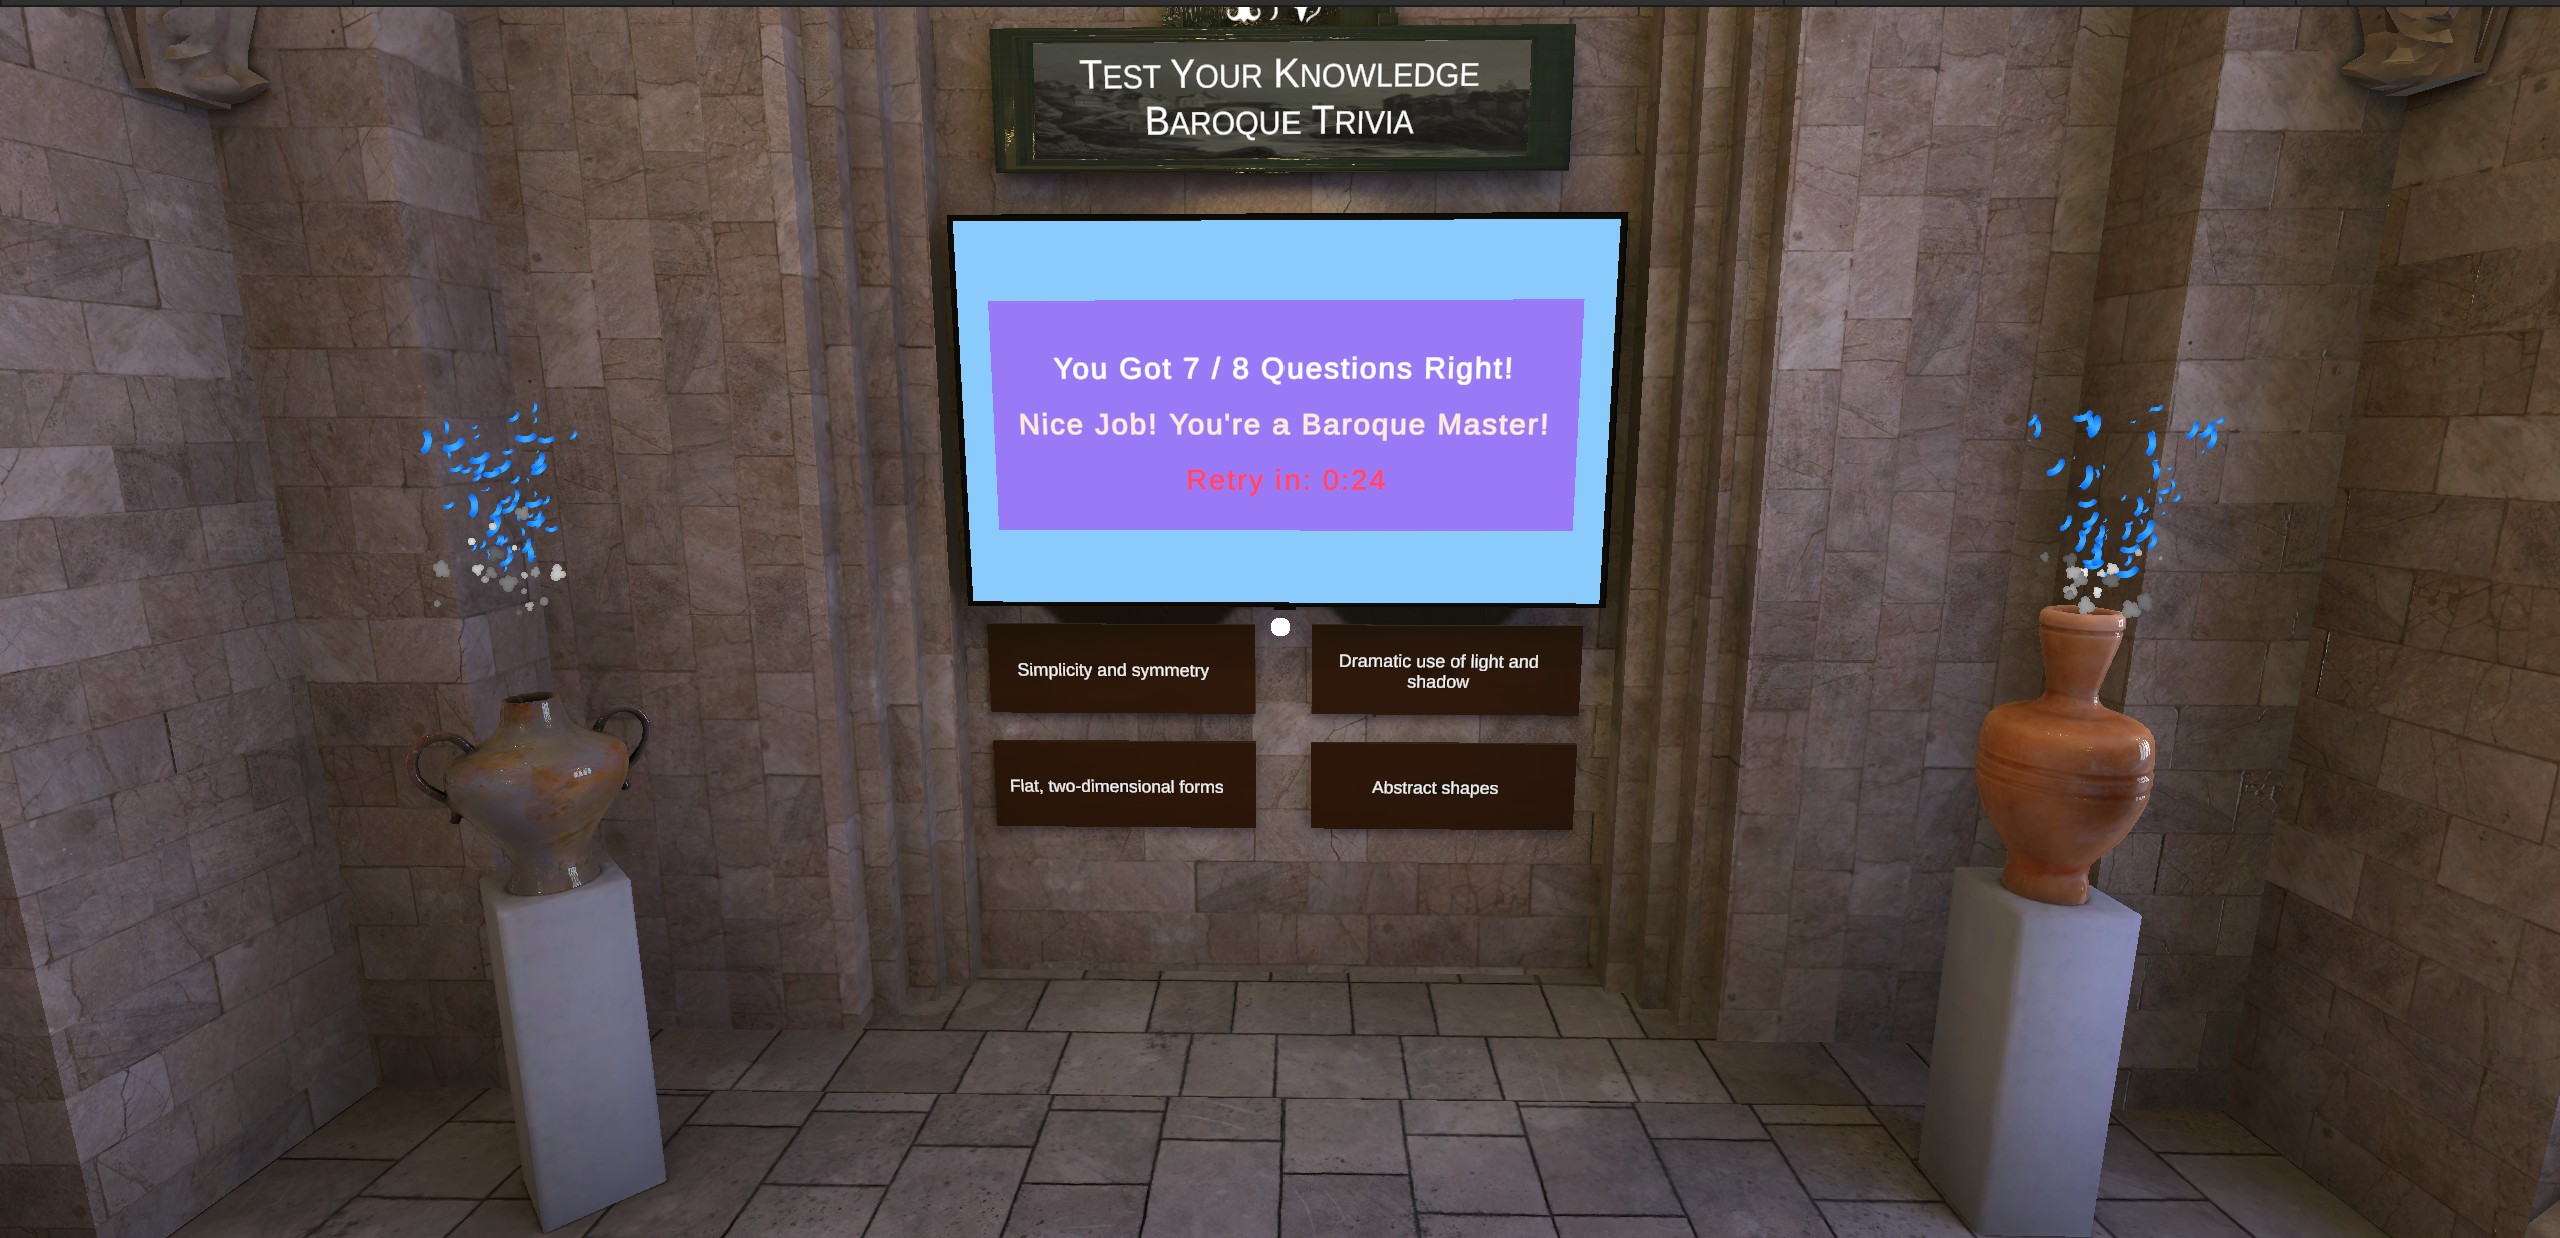 TEST YOUR KNOWLEDGE
BAROQUE TRIVIA
You Got 7 / 8 Questions Right!
Nice Job! You're a Baroque Master!
Retry in: 0:24
Simplicity and symmetry
Dramatic use of light and
shadow
Flat, two-dimensional forms
Abstract shapes